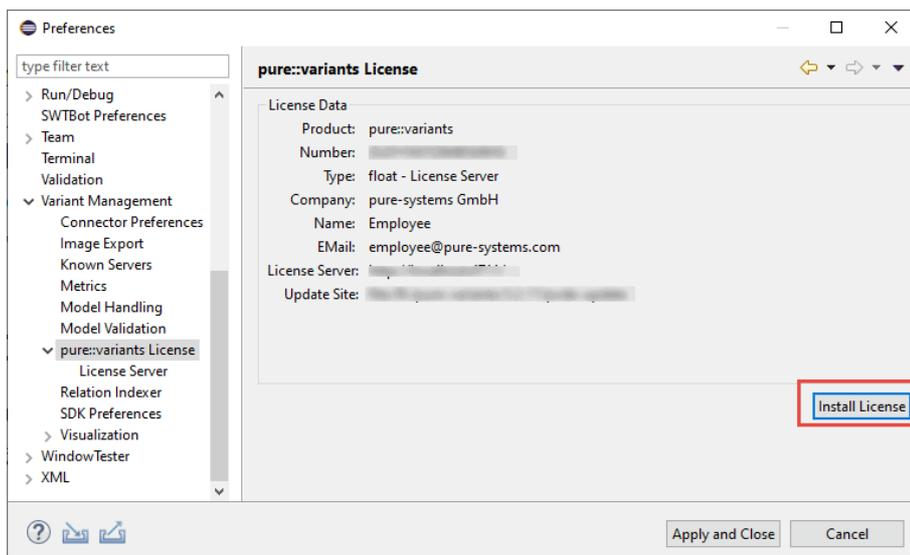 Preferences
type filter text
Run/Debug
SWTBot Preferences
Team
Terminal
Validation
Variant Management
Connector Preferences
Image Export
Known Servers
Metrics
Model Handling
Model Validation
pure::variants License
License Server
Relation Indexer
SDK Preferences
Visualization
WindowTester
XML
pure::variants License
License Data
Product: pure::variants
Number:
Type: float - License Server
Company: pure-systems GmbH
Name: Employee
EMail: employee@pure-systems.com
License Server:
Update Site:
Install License
Apply and Close
Cancel